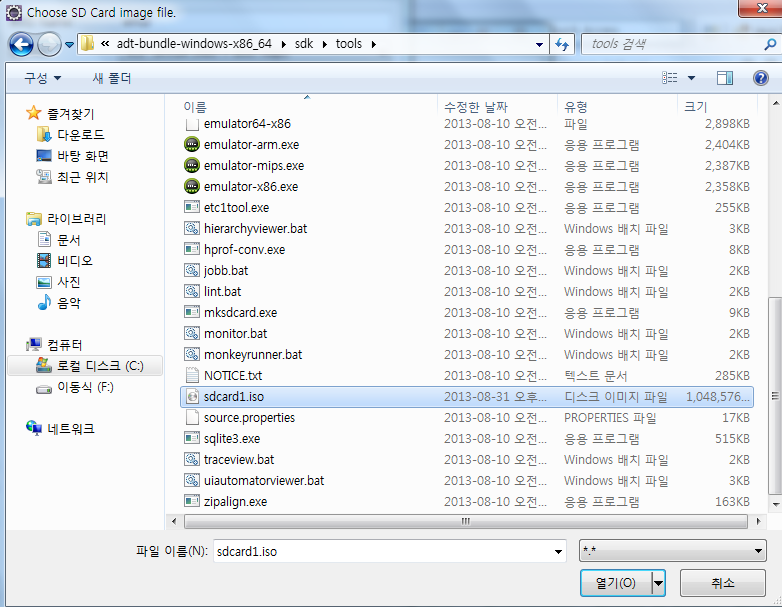 Choose SD Card image file.
« adt-bundle-windows-x86_64 ▸ sdk ▸ tools ▸
tools 검색
구성 ▼ 새 폴더
즐겨찾기
다운로드
바탕 화면
최근 위치
라이브러리
문서
비디오
사진
음악
컴퓨터
로컬 디스크 (C:)
이동식 (F:)
네트워크
이름 수정한 날짜 유형 크기
emulator64-x86 2013-08-10 오전... 파일 2,898KB
emulator-arm.exe 2013-08-10 오전... 응용 프로그램 2,404KB
emulator-mips.exe 2013-08-10 오전... 응용 프로그램 2,387KB
emulator-x86.exe 2013-08-10 오전... 응용 프로그램 2,358KB
etc1tool.exe 2013-08-10 오전... 응용 프로그램 255KB
hierarchyviewer.bat 2013-08-10 오전... Windows 배치 파일 3KB
hprof-conv.exe 2013-08-10 오전... 응용 프로그램 8KB
jobb.bat 2013-08-10 오전... Windows 배치 파일 2KB
lint.bat 2013-08-10 오전... Windows 배치 파일 2KB
mksdcard.exe 2013-08-10 오전... 응용 프로그램 9KB
monitor.bat 2013-08-10 오전... Windows 배치 파일 2KB
monkeyrunner.bat 2013-08-10 오전... Windows 배치 파일 2KB
NOTICE.txt 2013-08-10 오전... 텍스트 문서 285KB
sdcard1.iso 2013-08-31 오후... 디스크 이미지 파일 1,048,576...
source.properties 2013-08-10 오전... PROPERTIES 파일 17KB
sqlite3.exe 2013-08-10 오전... 응용 프로그램 515KB
traceview.bat 2013-08-10 오전... Windows 배치 파일 2KB
uiautomatorviewer.bat 2013-08-10 오전... Windows 배치 파일 3KB
zipalign.exe 2013-08-10 오전... 응용 프로그램 163KB
파일 이름(N): sdcard1.iso *.*
열기(O) 취소